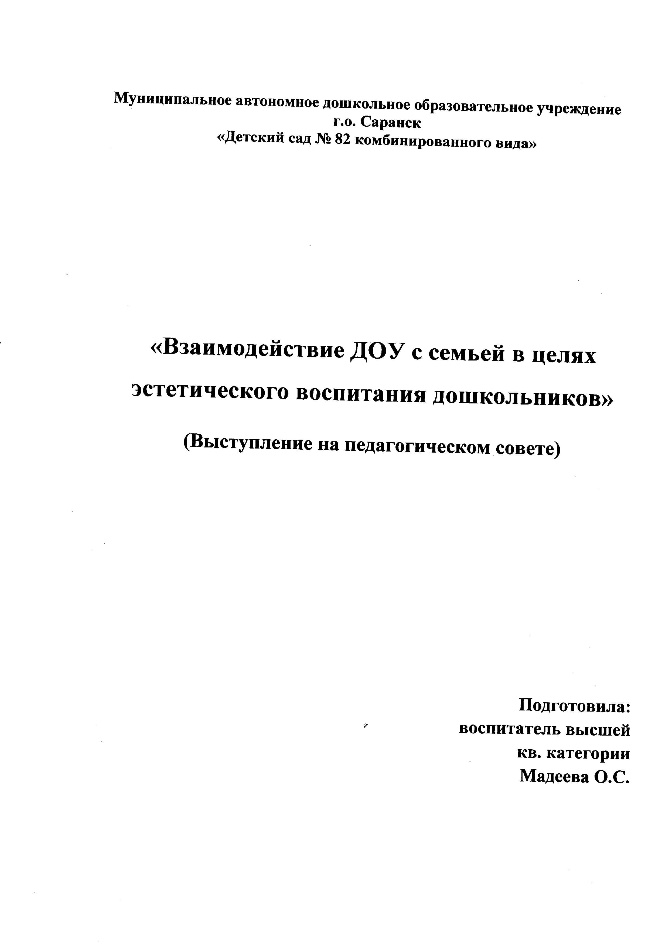 Муниципальное автономное дошкольное образовательное учреждение
г.о. Саранск
«Детский сад № 82 комбинированного вида»
«Взаимодействие ДОУ с семьей в целях
эстетического воспитания дошкольников»
(Выступление на педагогическом совете)
Подготовила:
воспитатель высшей
кв. категории
Мадеева О.С.